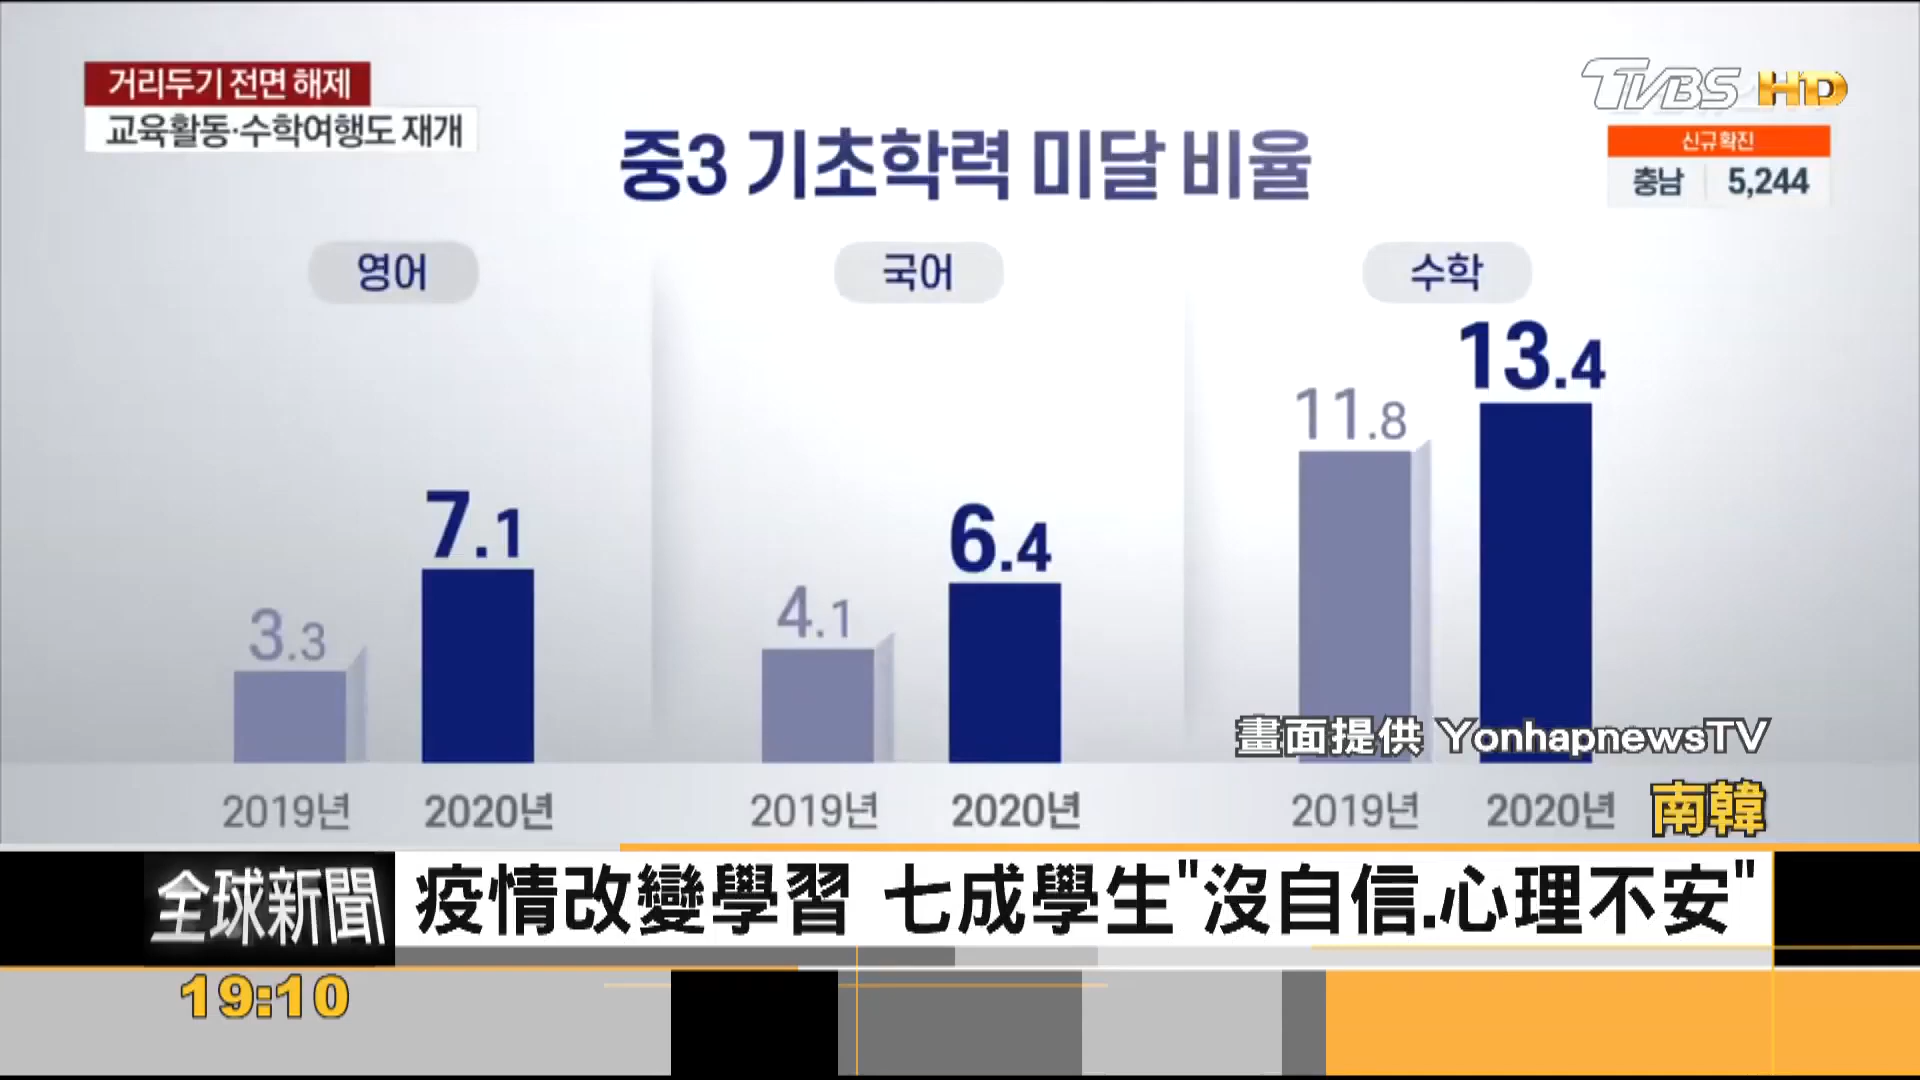 거리두기 전면 해제
교육활동·수학여행도 재개
TVBS HD
신규확진
충남 5,244
중3 기초학력 미달 비율
영어 국어 수학
3.3 7.1 4.1 6.4 11.8 13.4
2019년 2020년 2019년 2020년 2019년 2020년
畫面提供 YonhapnewsTV
南韓
全球新聞
疫情改變學習 七成學生"沒自信.心理不安"
19:10